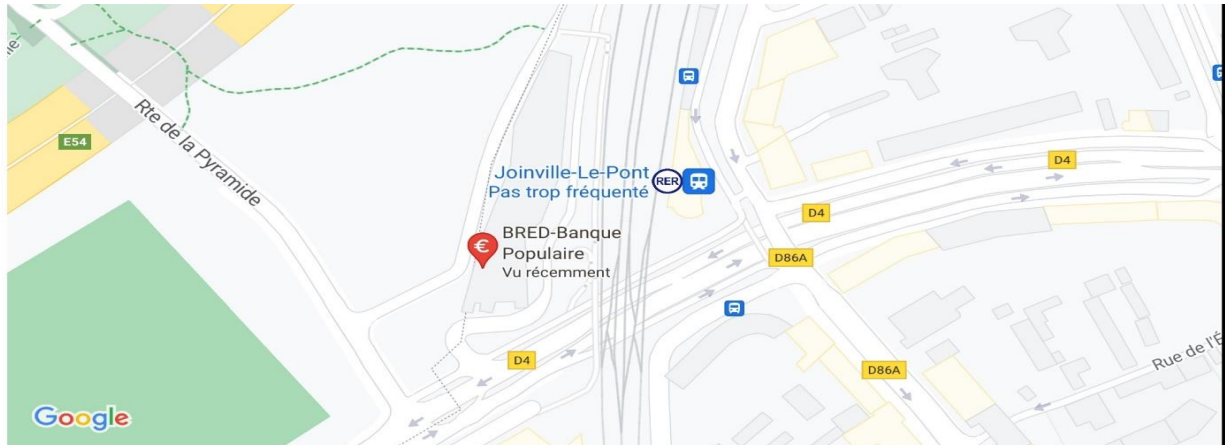 E54
Rte de la Pyramide
Joinville-Le-Pont
Pas trop fréquenté
RER
BRED-Banque
Populaire
Vu récemment
€
D4
D4
D86A
D4
D86A
Rue de l'É
Google